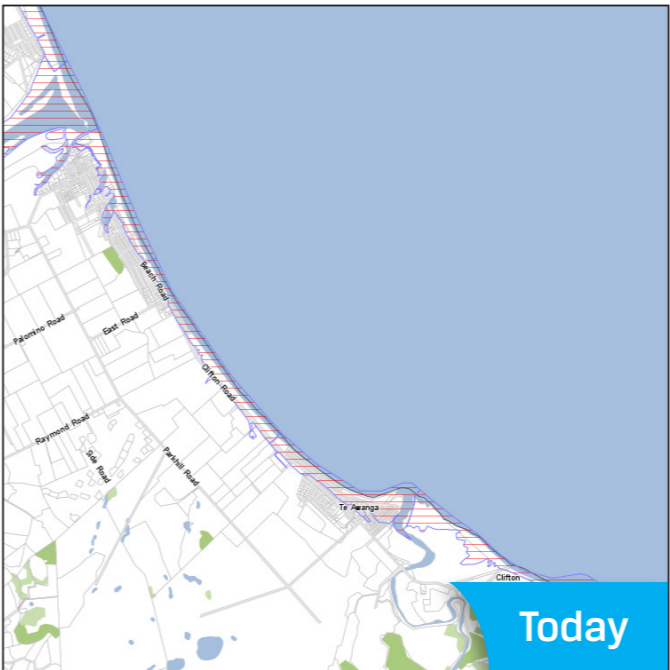 Beach Road
East Road
Palomino Road
Clifton Road
Raymond Road
Side Road
Parkhill Road
Te Awanga
Clifton
Today